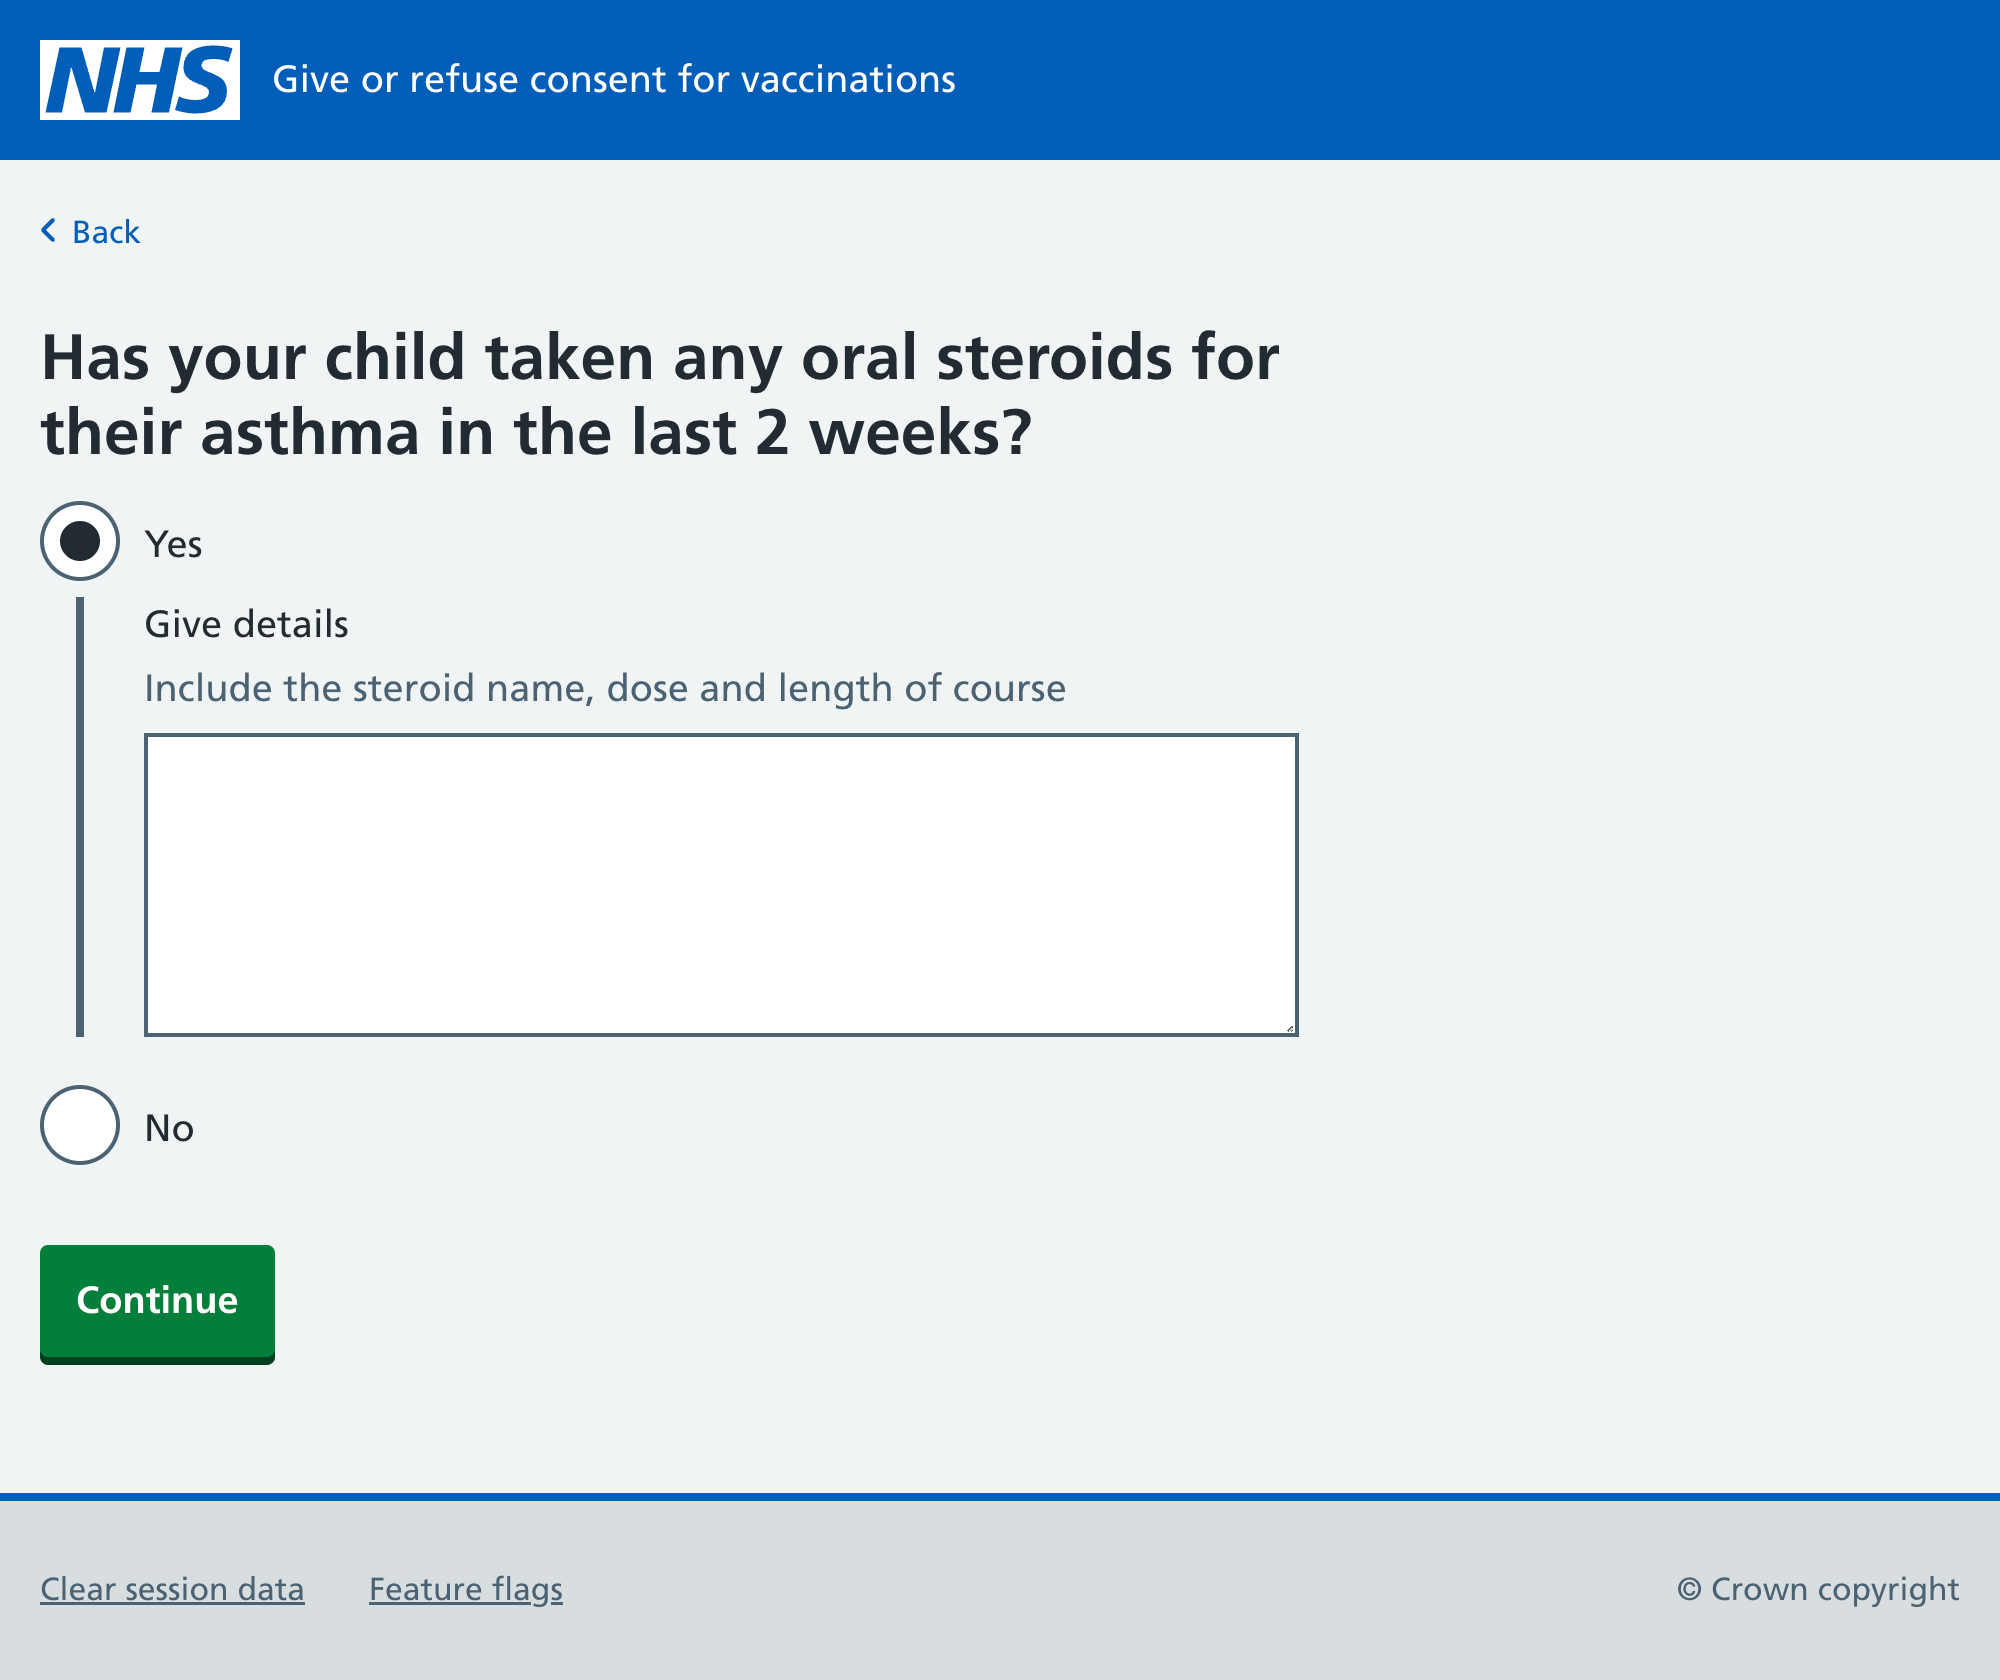 NHS Give or refuse consent for vaccinations
Back
Has your child taken any oral steroids for
their asthma in the last 2 weeks?
Yes
Give details
Include the steroid name, dose and length of course
No
Continue
Clear session data Feature flags © Crown copyright